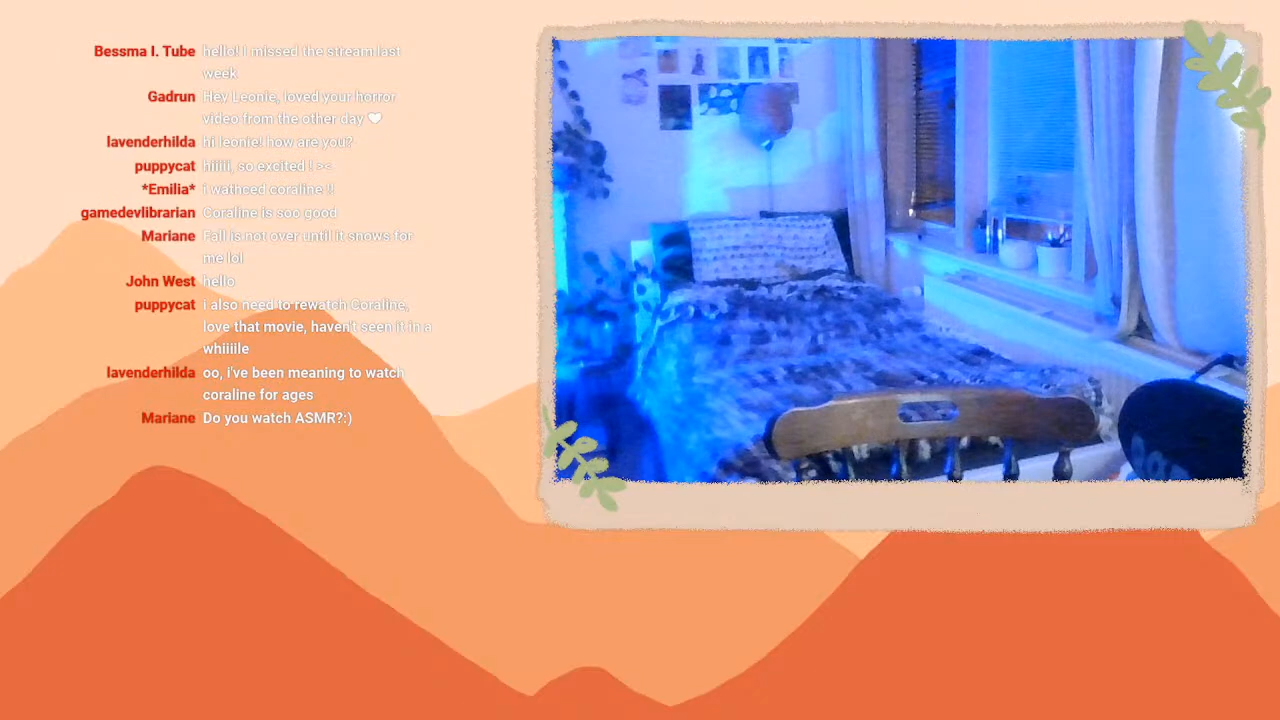 Bessma I. Tube hello! I missed the stream last
week
Gadrun Hey Leonie, loved your horror
video from the other day 🤍
lavenderhilda hi leonie! how are you?
puppycat hiiiii, so excited ! ><
*Emilia* i wathced coraline !!
gamedevlibrarian Coraline is soo good
Mariane Fall is not over until it snows for
me lol
John West hello
puppycat i also need to rewatch Coraline,
love that movie, haven't seen it in a
whiiiile
lavenderhilda oo, i've been meaning to watch
coraline for ages
Mariane Do you watch ASMR?:)